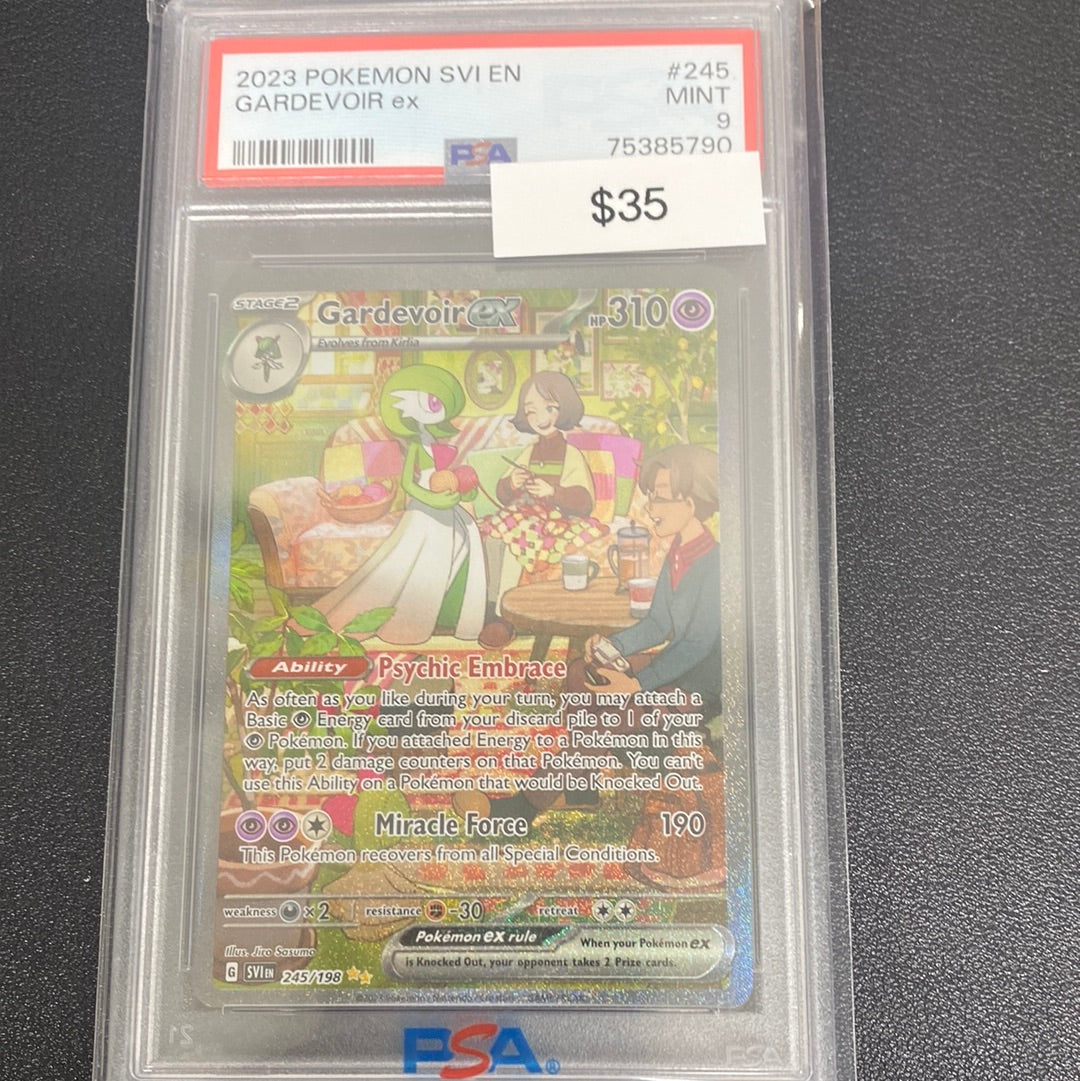 2023 POKEMON SVI EN #245
GARDEVOIR ex MINT
9
PSA 75385790
$35
STAGE2 Gardevoir ex HP310
Evolves from Kirlia
Ability Psychic Embrace
As often as you like during your turn, you may attach a
Basic Energy card from your discard pile to 1 of your
Pokémon. If you attached Energy to a Pokémon in this
way, put 2 damage counters on that Pokémon. You can't
use this Ability on a Pokémon that would be Knocked Out.
Miracle Force 190
This Pokémon recovers from all Special Conditions.
weakness ×2 resistance -30 retreat
Pokémon ex rule When your Pokémon ex
is Knocked Out, your opponent takes 2 Prize cards.
Illus. Jiro Sasumo
G SVI EN 245/198
PSA®